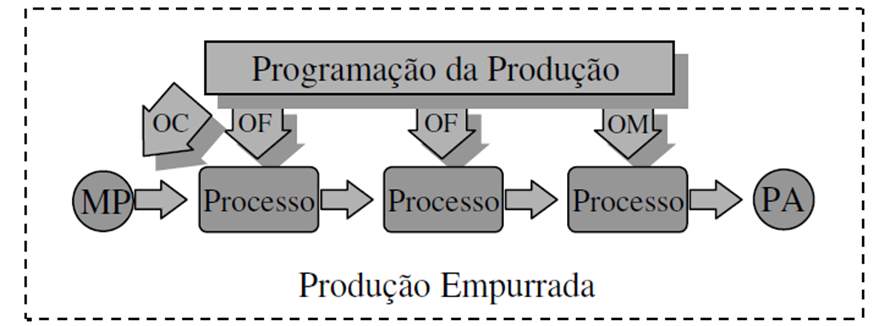 Programação da Produção
OC
OF
OF
OM
MP
Processo
Processo
Processo
PA
Produção Empurrada